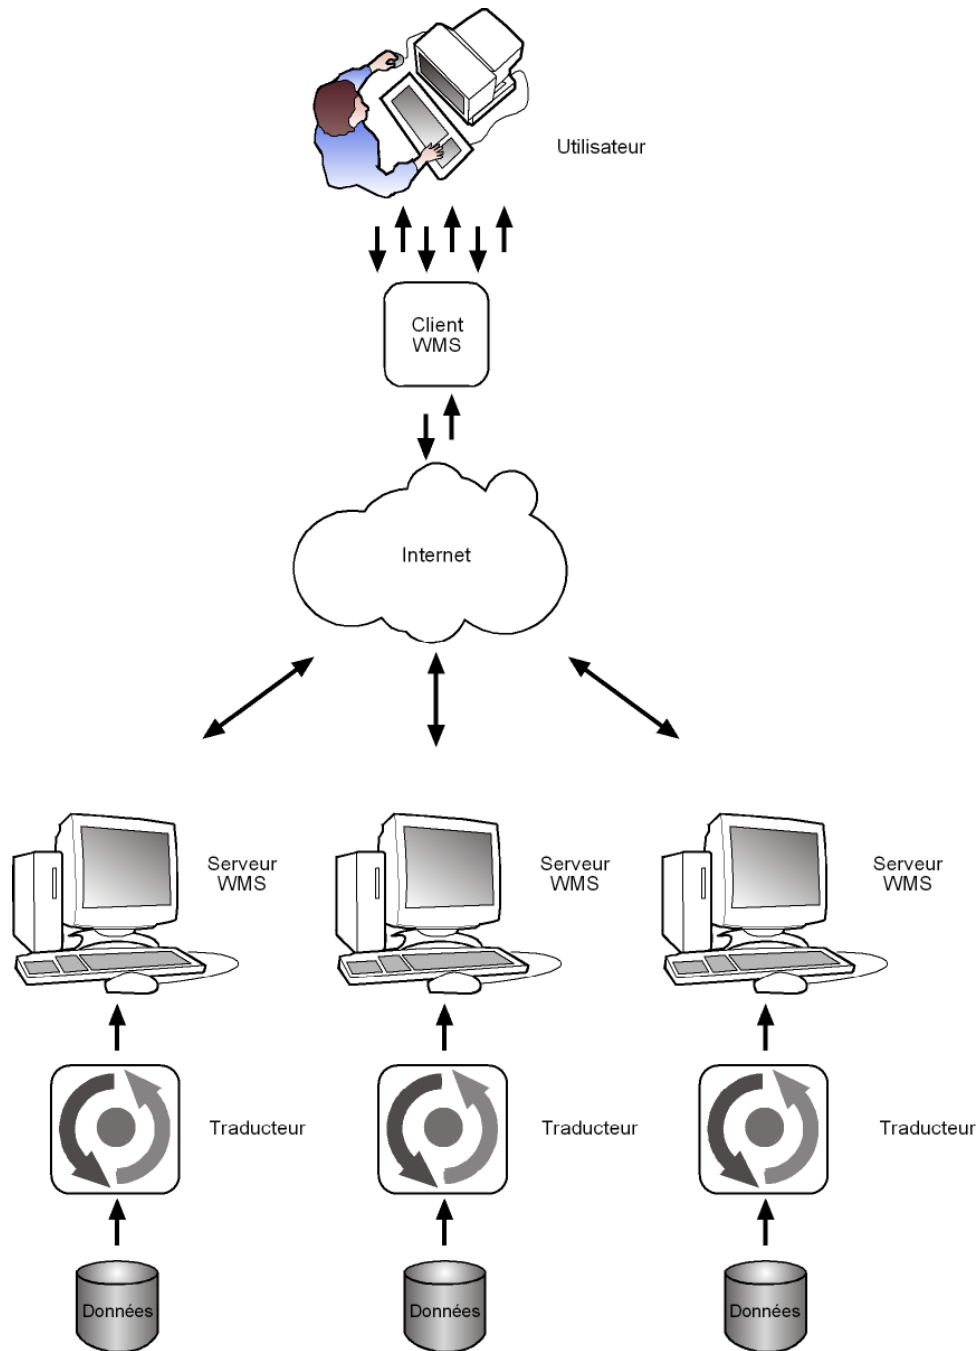 Utilisateur
Client
WMS
Internet
Serveur
WMS
Serveur
WMS
Serveur
WMS
Traducteur
Traducteur
Traducteur
Données
Données
Données